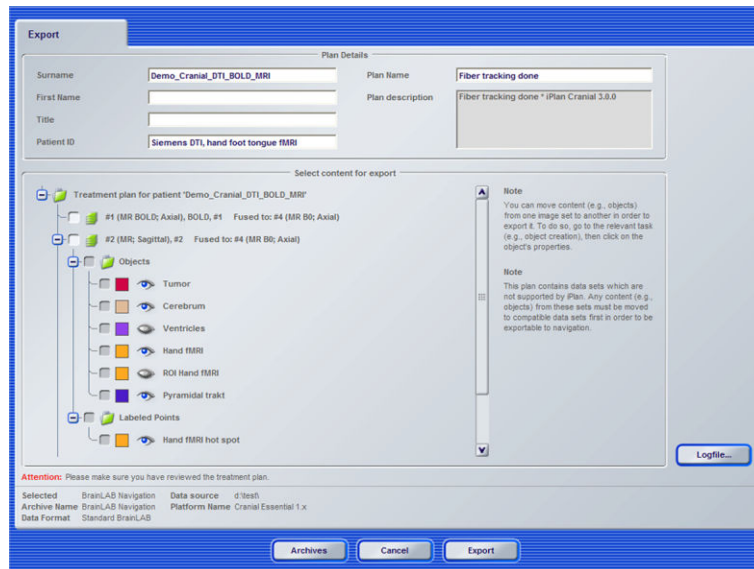 Export
Plan Details
Surname Demo_Cranial_DTI_BOLD_MRI Plan Name Fiber tracking done
First Name Plan description Fiber tracking done * iPlan Cranial 3.0.0
Title
Patient ID Siemens DTI, hand foot tongue fMRI
Select content for export
Treatment plan for patient 'Demo_Cranial_DTI_BOLD_MRI'
#1 (MR BOLD; Axial), BOLD, #1 Fused to: #4 (MR B0; Axial)
#2 (MR; Sagittal), #2 Fused to: #4 (MR B0; Axial)
Objects
Tumor
Cerebrum
Ventricles
Hand fMRI
ROI Hand fMRI
Pyramidal trakt
Labeled Points
Hand fMRI hot spot
Note
You can move content (e.g., objects)
from one image set to another in order to
export it. To do so, go to the relevant task
(e.g., object creation), then click on the
object's properties.
Note
This plan contains data sets which are
not supported by iPlan. Any content (e.g.,
objects) from these sets must be moved
to compatible data sets first in order to be
exportable to navigation.
Logfile...
Attention: Please make sure you have reviewed the treatment plan.
Selected BrainLAB Navigation Data source d:\test\
Archive Name BrainLAB Navigation Platform Name Cranial Essential 1.x
Data Format Standard BrainLAB
Archives Cancel Export